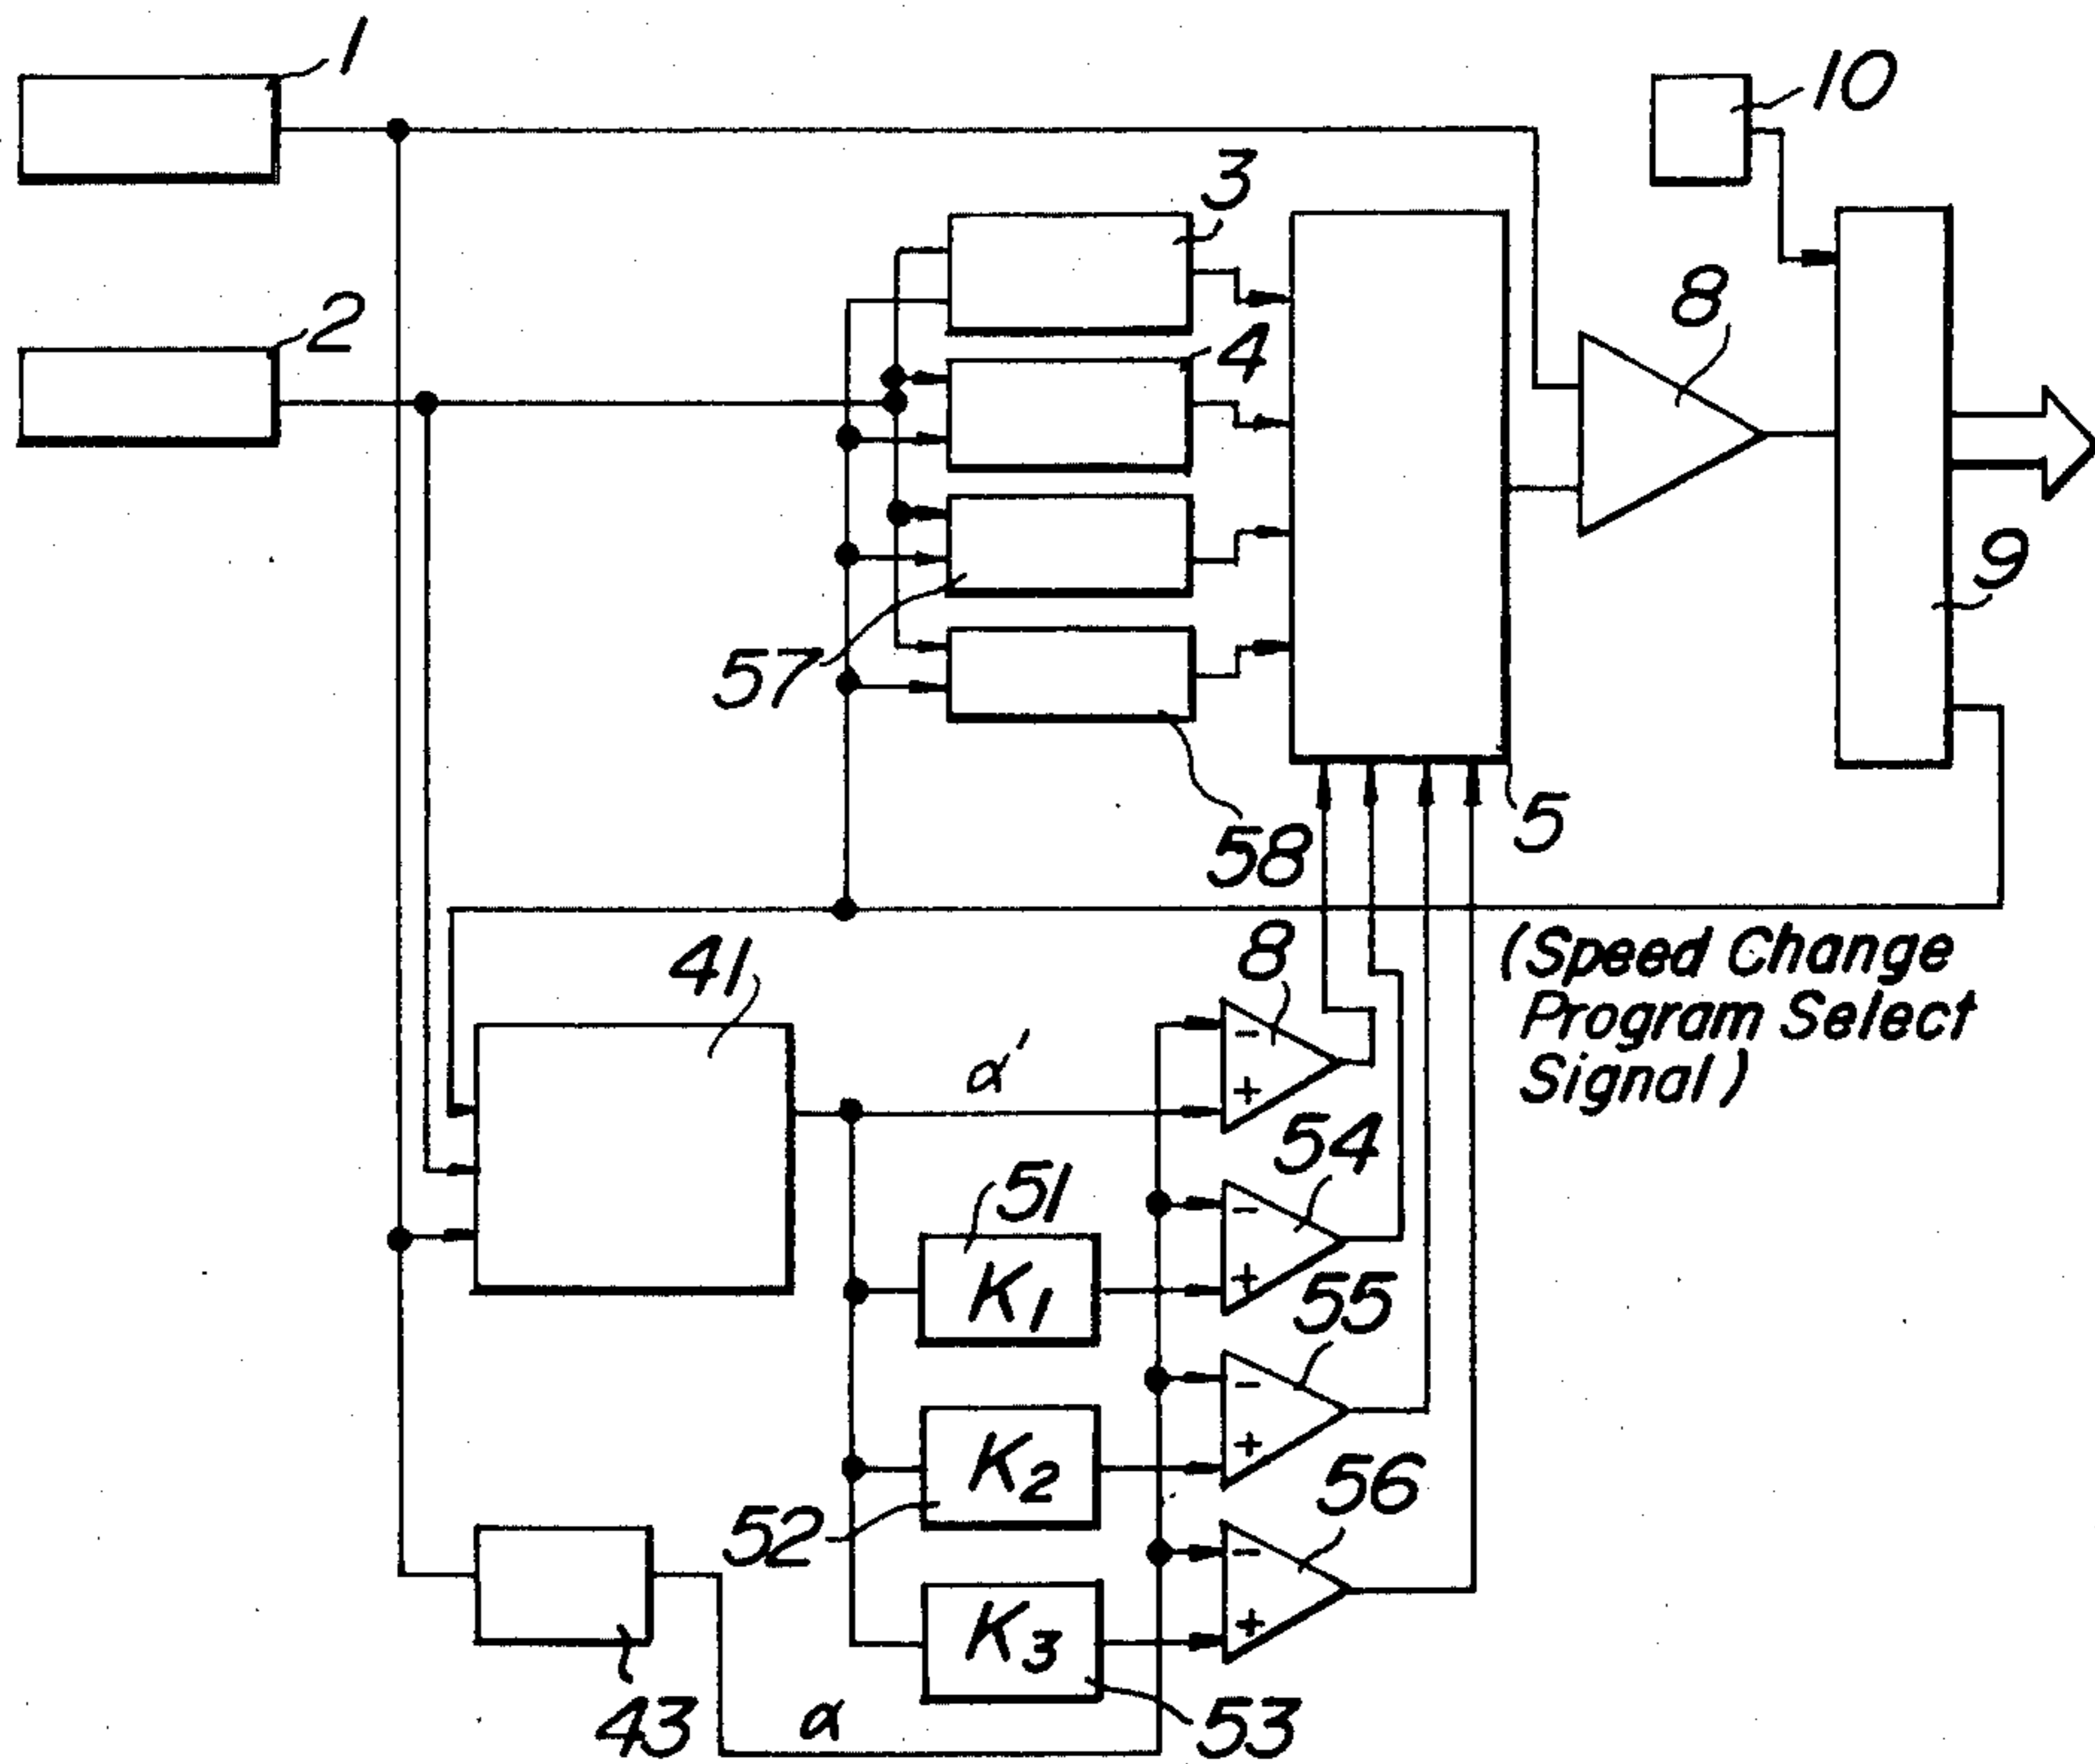 1
10
3
2
8
4
9
57
5
58
(Speed Change
Program Select
Signal)
8
41
α'
54
51
K1
55
K2
56
52
K3
43
α
53